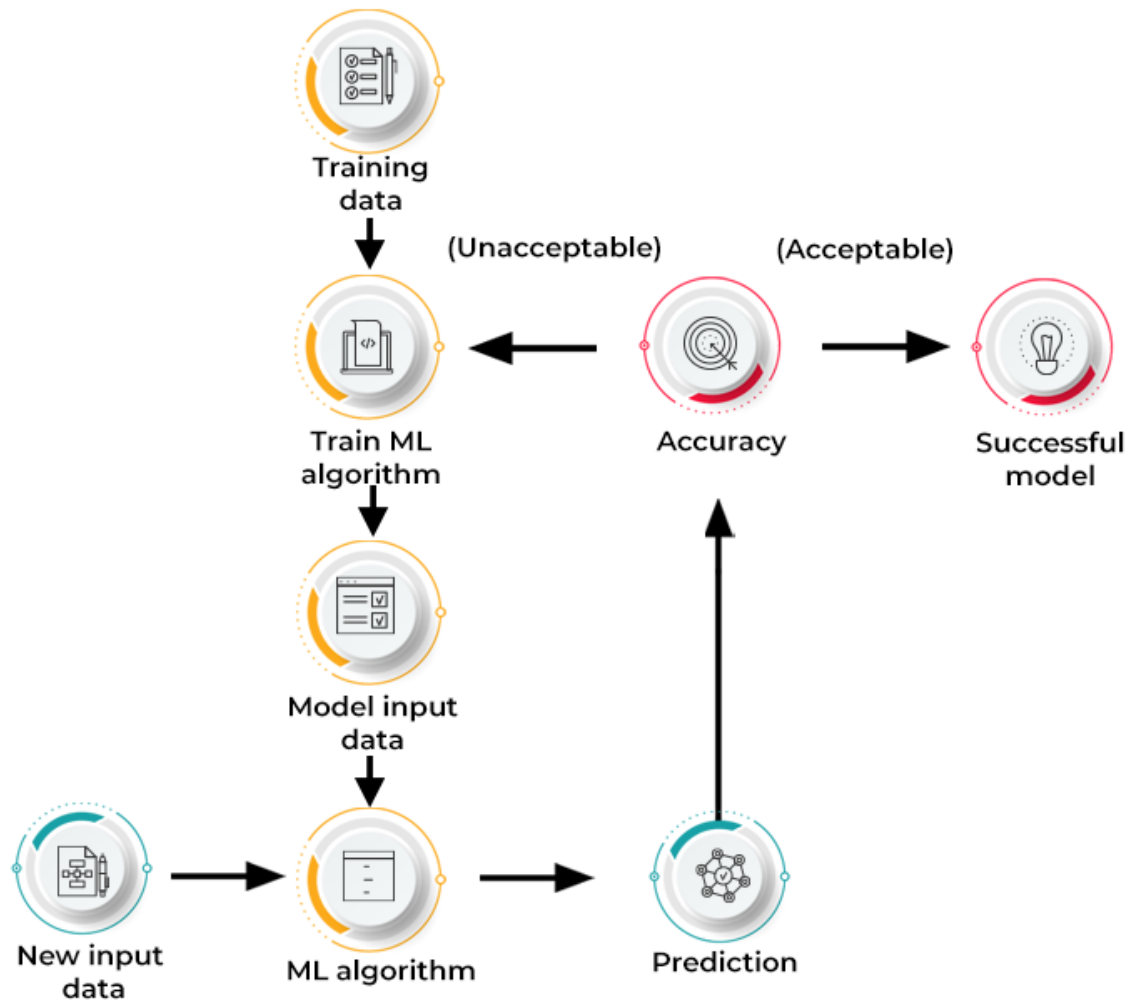 Training
data
(Unacceptable)
(Acceptable)
</>
Train ML
algorithm
Accuracy
Successful
model
Model input
data
New input
data
ML algorithm
Prediction